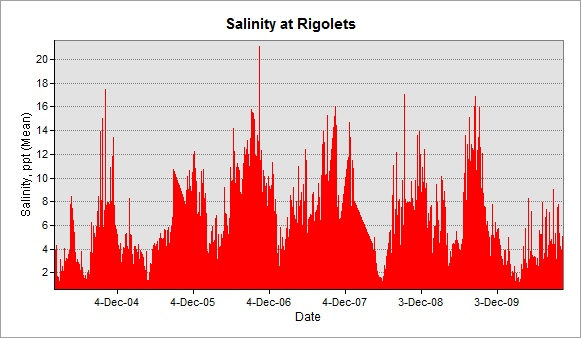 Salinity at Rigolets
Salinity, ppt (Mean)
20
18
16
14
12
10
8
6
4
2
4-Dec-04 4-Dec-05 4-Dec-06 4-Dec-07 3-Dec-08 3-Dec-09
Date